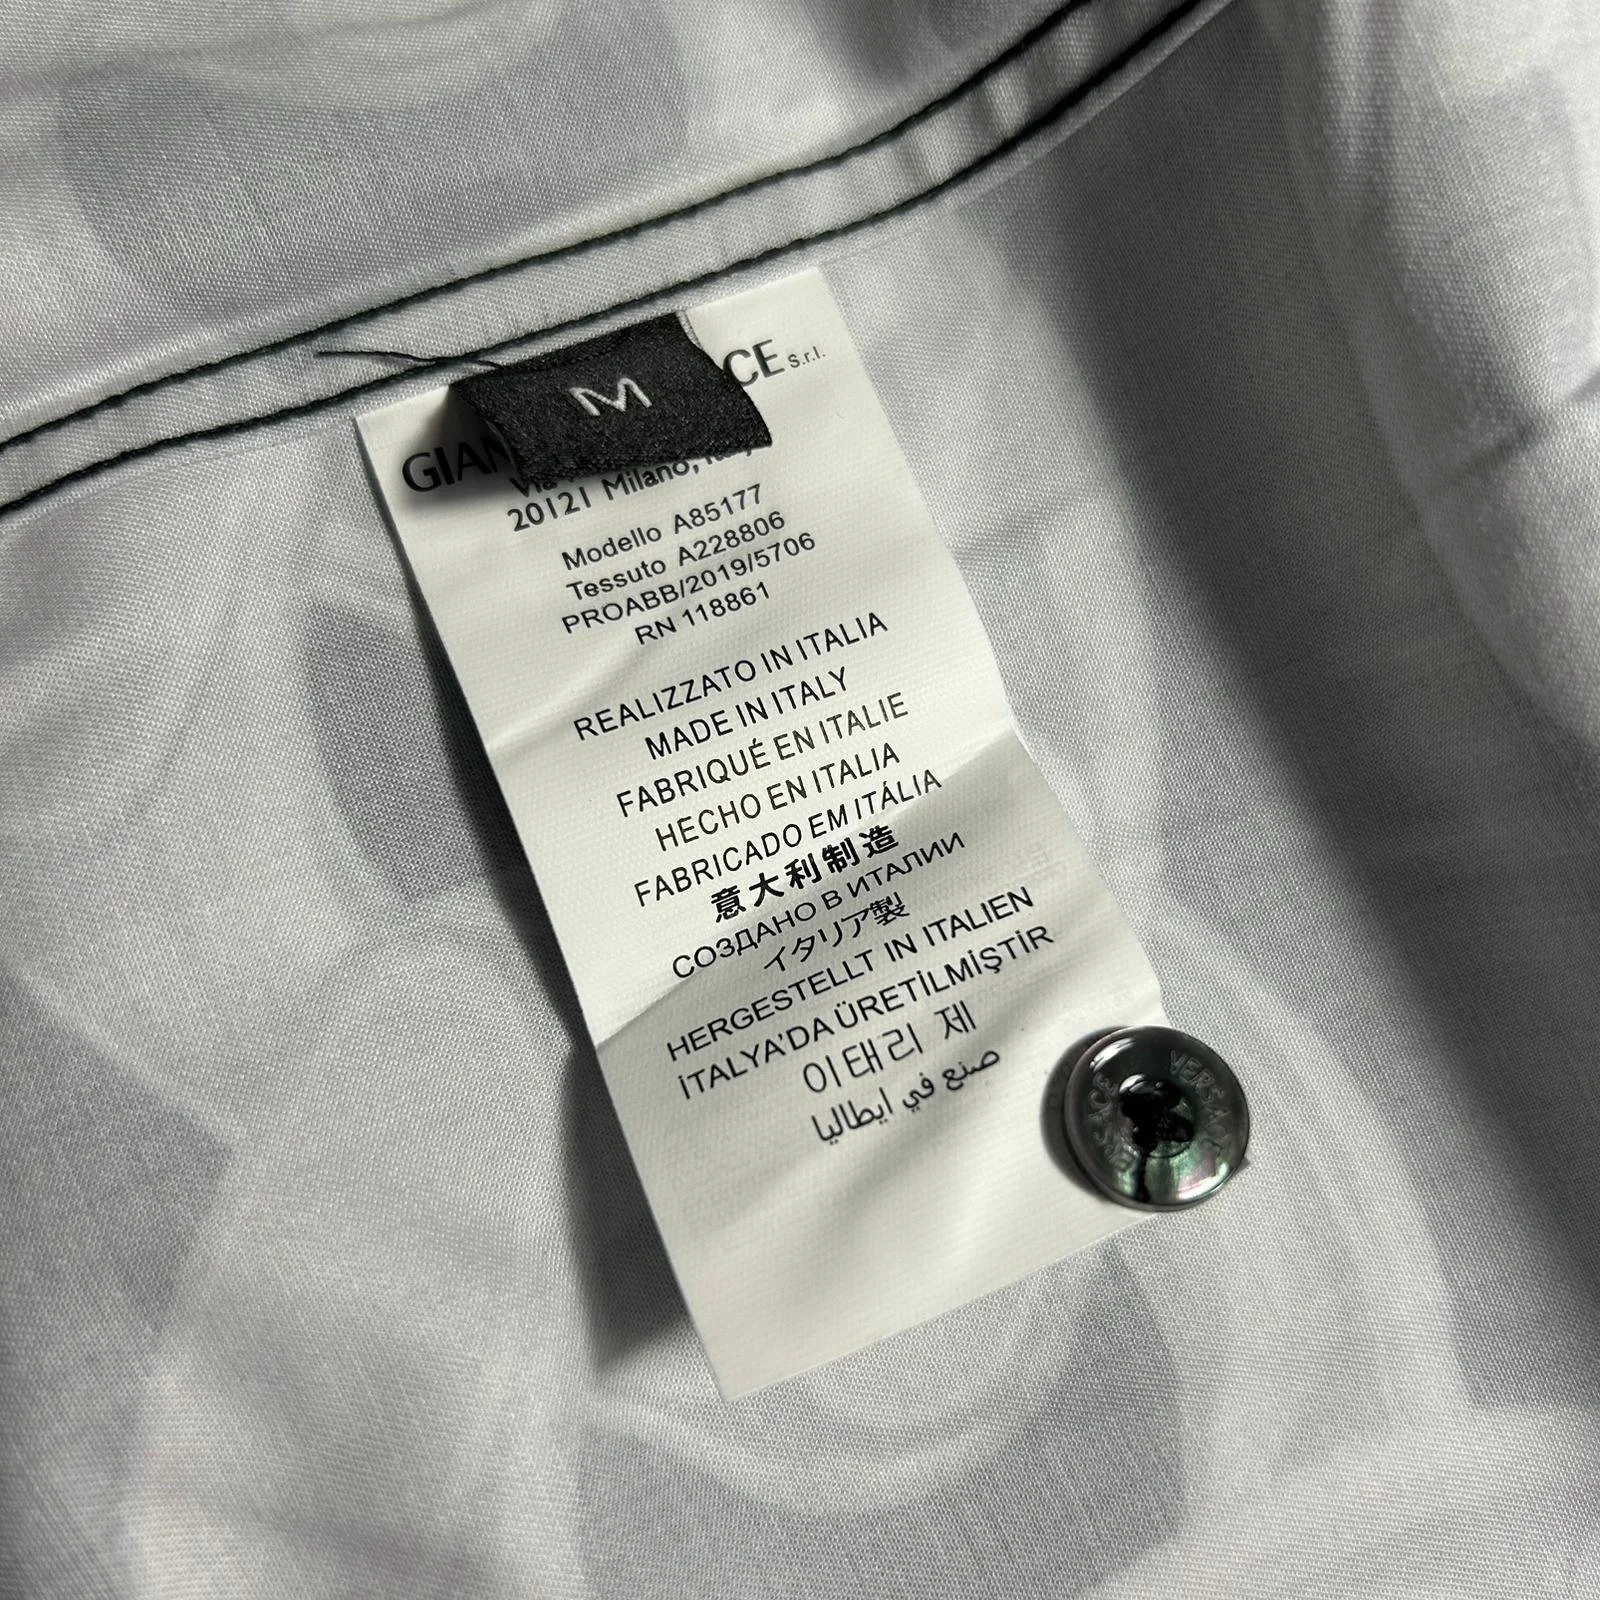 M
CE S.r.l.
GIAN
20121 Milano,
Modello A85177
Tessuto A228806
PROABB/2019/5706
RN 118861
REALIZZATO IN ITALIA
MADE IN ITALY
FABRIQUÉ EN ITALIE
HECHO EN ITALIA
FABRICADO EM ITÁLIA
意大利制造
СОЗДАНО В ИТАЛИИ
イタリア製
HERGESTELLT IN ITALIEN
İTALYA'DA ÜRETİLMİŞTİR
이태리 제
صنع في ايطاليا
VERSACE
VERSACE